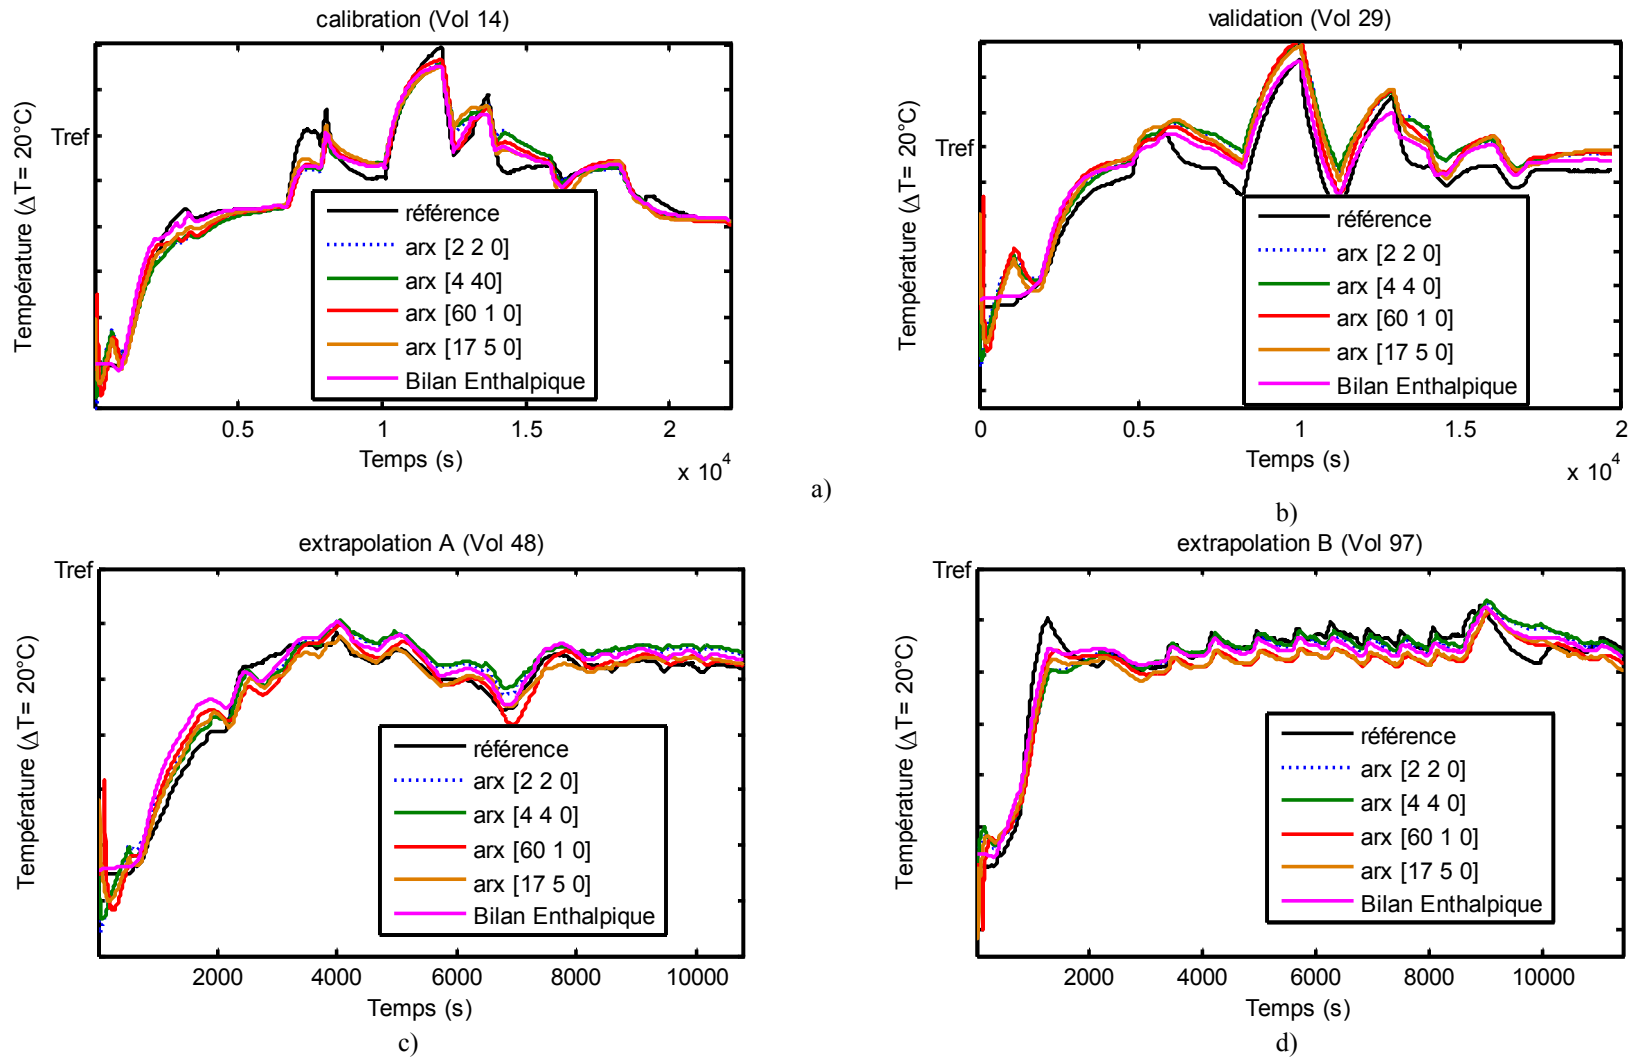 calibration (Vol 14)
Température (Δ T= 20°C)
Tref
référence
arx [2 2 0]
arx [4 40]
arx [60 1 0]
arx [17 5 0]
Bilan Enthalpique
0.5 1 1.5 2
Temps (s)
x 10^4
a)
validation (Vol 29)
Température (Δ T= 20°C)
Tref
référence
arx [2 2 0]
arx [4 4 0]
arx [60 1 0]
arx [17 5 0]
Bilan Enthalpique
0 0.5 1 1.5 2
Temps (s)
x 10^4
b)
extrapolation A (Vol 48)
Tref
Température (Δ T= 20°C)
référence
arx [2 2 0]
arx [4 4 0]
arx [60 1 0]
arx [17 5 0]
Bilan Enthalpique
2000 4000 6000 8000 10000
Temps (s)
c)
extrapolation B (Vol 97)
Tref
Température (Δ T= 20°C)
référence
arx [2 2 0]
arx [4 4 0]
arx [60 1 0]
arx [17 5 0]
Bilan Enthalpique
2000 4000 6000 8000 10000
Temps (s)
d)